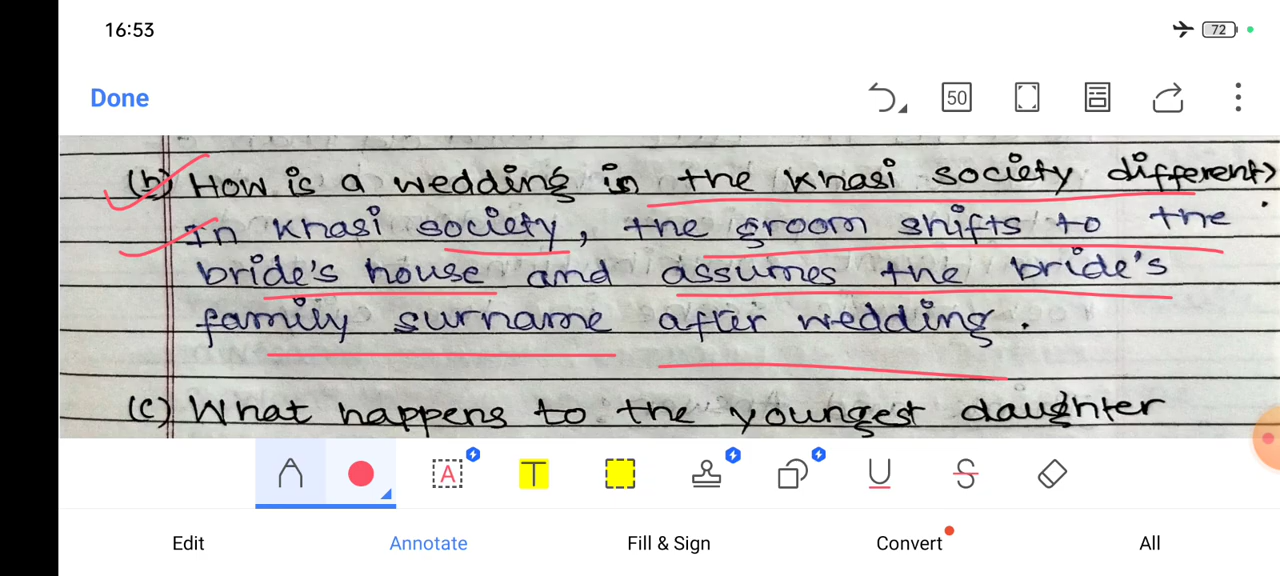 16:53
72
Done
50
(b) How is a wedding in the Khasi society different?
In Khasi society, the groom shifts to the
bride's house and assumes the bride's
family surname after wedding.
(c) What happens to the youngest daughter
A
T
U
S
Edit
Annotate
Fill & Sign
Convert
All